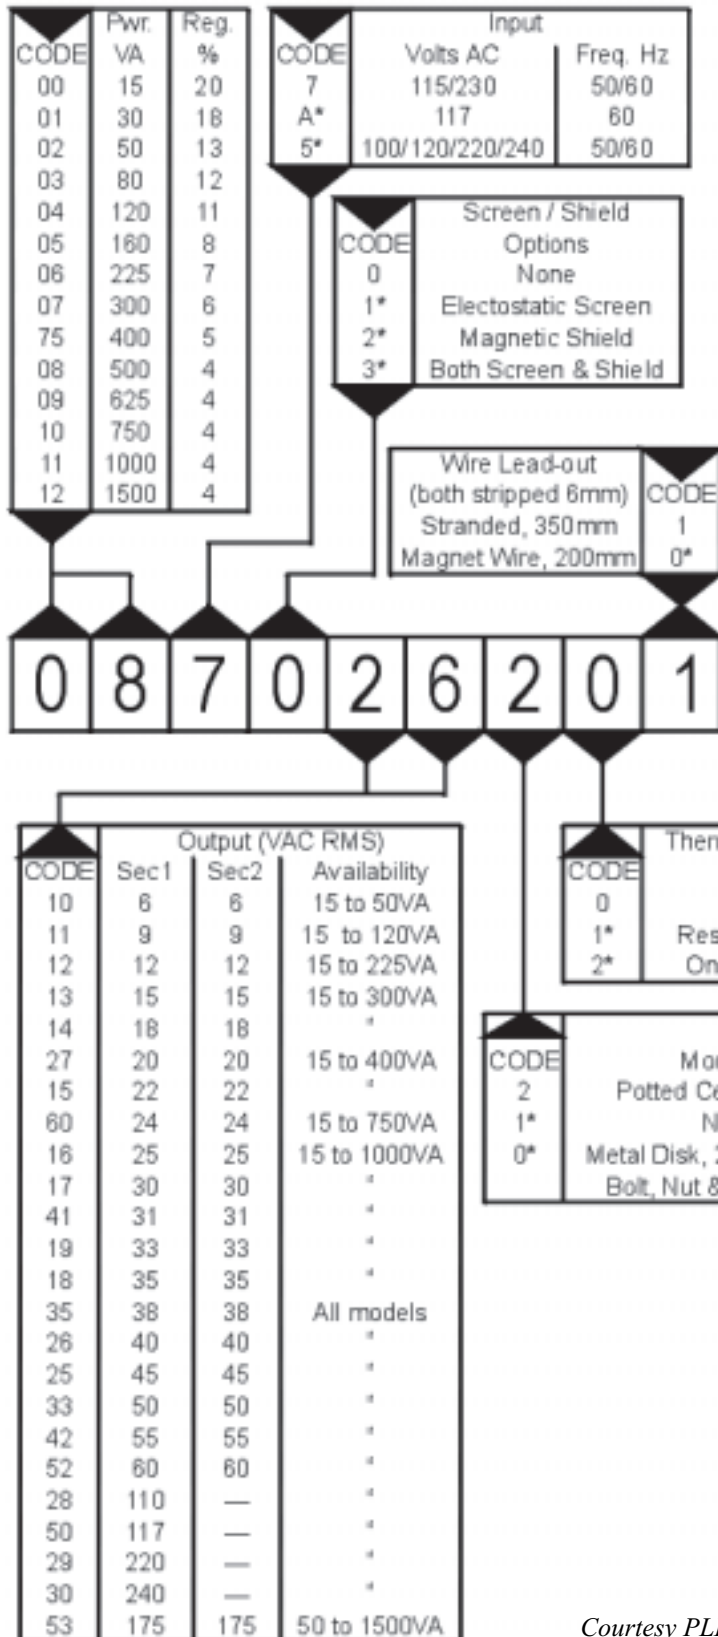 Pwr. Reg.
CODE VA %
00 15 20
01 30 18
02 50 13
03 80 12
04 120 11
05 160 8
06 225 7
07 300 6
75 400 5
08 500 4
09 625 4
10 750 4
11 1000 4
12 1500 4
Input
CODE Volts AC Freq. Hz
7 115/230 50/60
A* 117 60
5* 100/120/220/240 50/60
Screen / Shield
CODE Options
0 None
1* Electostatic Screen
2* Magnetic Shield
3* Both Screen & Shield
Wire Lead-out
(both stripped 6mm) CODE
Stranded, 350mm 1
Magnet Wire, 200mm 0*
0 8 7 0 2 6 2 0 1
Output (VAC RMS)
CODE Sec1 Sec2 Availability
10 6 6 15 to 50VA
11 9 9 15 to 120VA
12 12 12 15 to 225VA
13 15 15 15 to 300VA
14 18 18 "
27 20 20 15 to 400VA
15 22 22 "
60 24 24 15 to 750VA
16 25 25 15 to 1000VA
17 30 30 "
41 31 31 "
19 33 33 "
18 35 35 "
35 38 38 All models
26 40 40 "
25 45 45 "
33 50 50 "
42 55 55 "
52 60 60 "
28 110 — "
50 117 — "
29 220 — "
30 240 — "
53 175 175 50 to 1500VA
CODE
0
1* Res
2* On
CODE
2 Potted
1* N
0* Metal Disk,
Bolt, Nut &
Courtesy